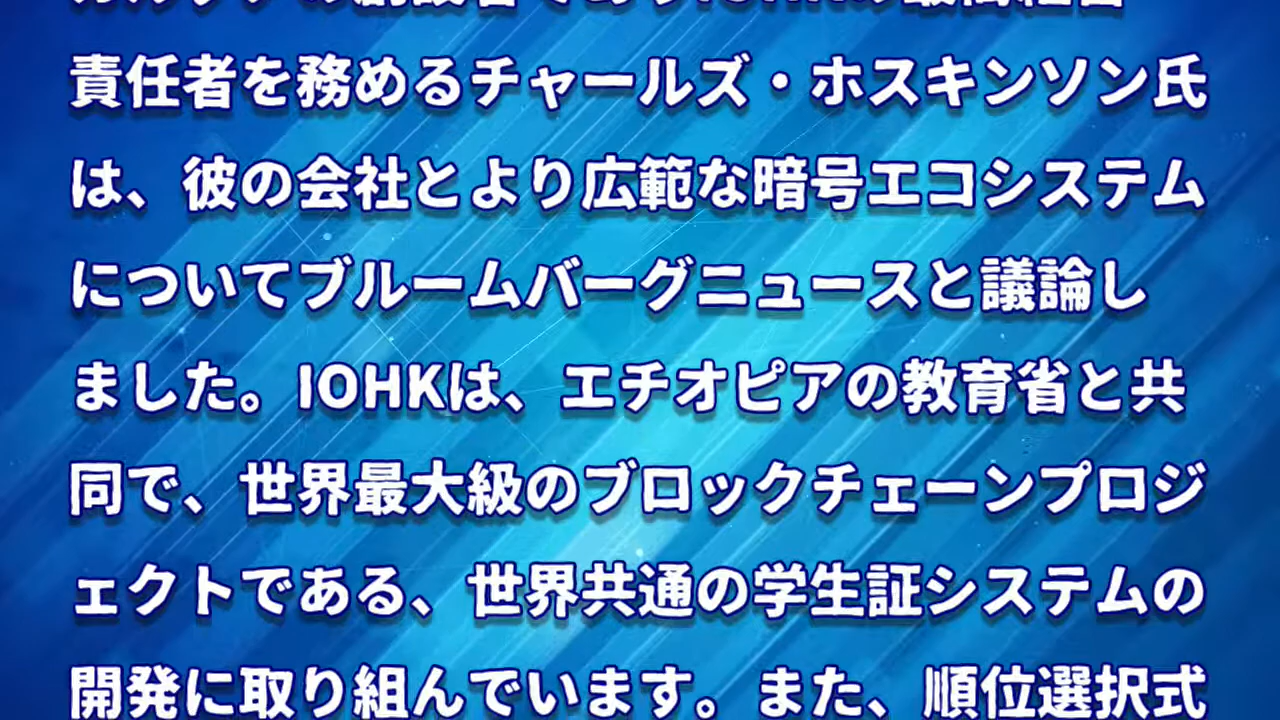 責任者を務めるチャールズ・ホスキンソン氏
は、彼の会社とより広範な暗号エコシステム
についてブルームバーグニュースと議論し
ました。IOHKは、エチオピアの教育省と共
同で、世界最大級のブロックチェーンプロジ
ェクトである、世界共通の学生証システムの
開発に取り組んでいます。また、順位選択式